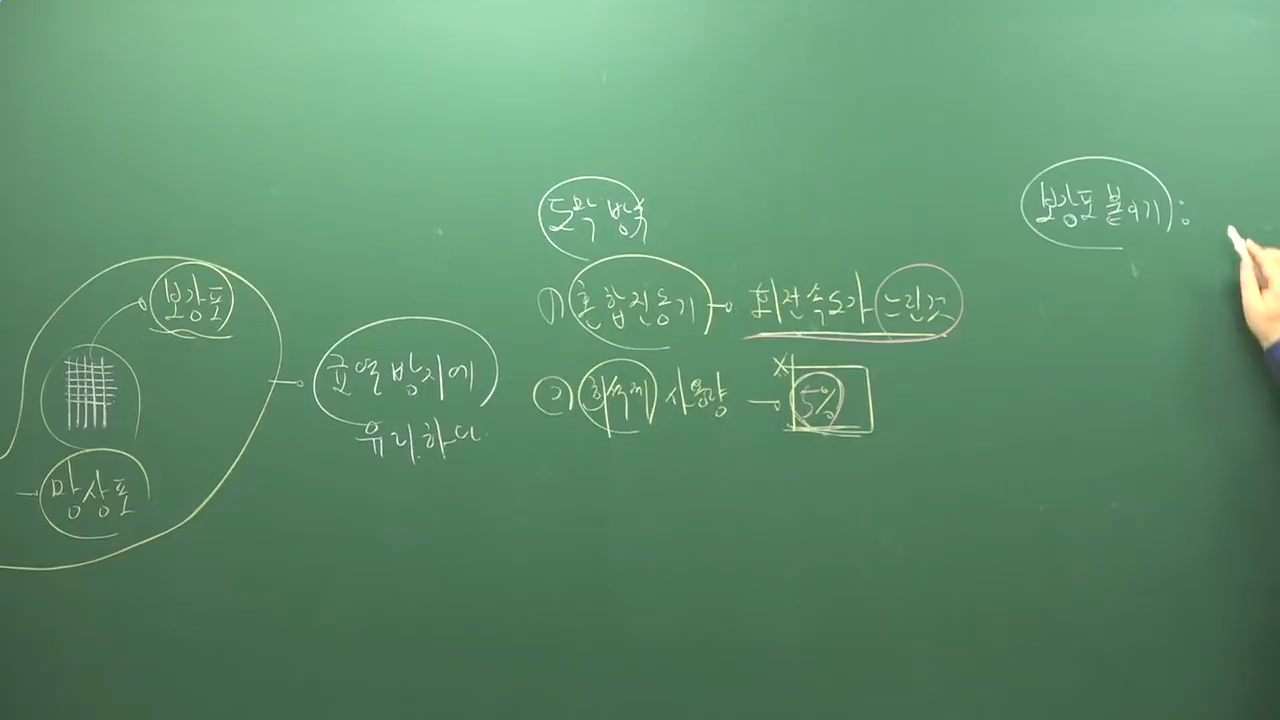 보강포
망상포
균열방지에
유리하다
도막 방수
① 혼합전동기 → 회전속도가 느린것
② 희석제 사용량 → 5%
보강포 붙이기 :